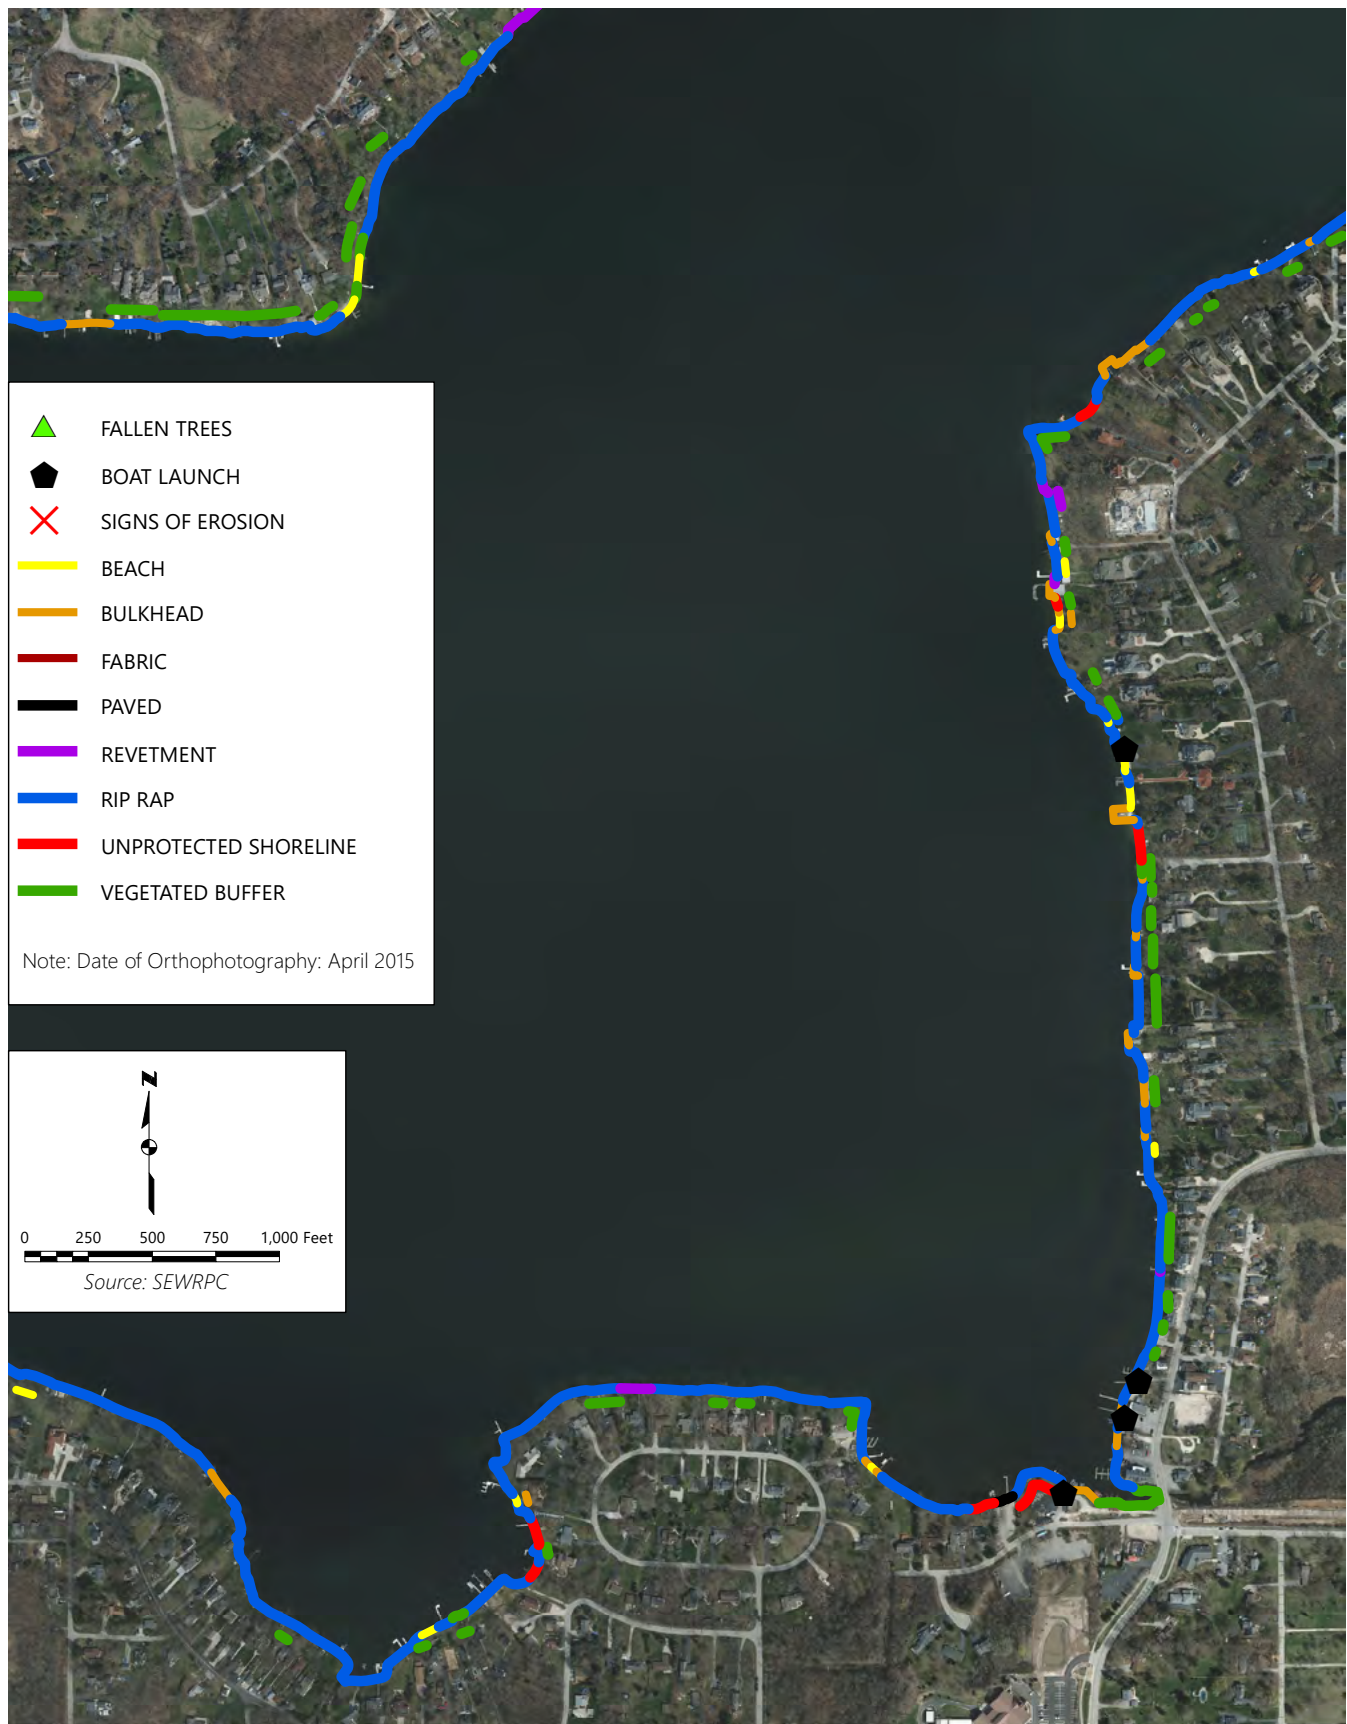 FALLEN TREES
BOAT LAUNCH
SIGNS OF EROSION
BEACH
BULKHEAD
FABRIC
PAVED
REVETMENT
RIP RAP
UNPROTECTED SHORELINE
VEGETATED BUFFER
Note: Date of Orthophotography: April 2015
N
0 250 500 750 1,000 Feet
Source: SEWRPC